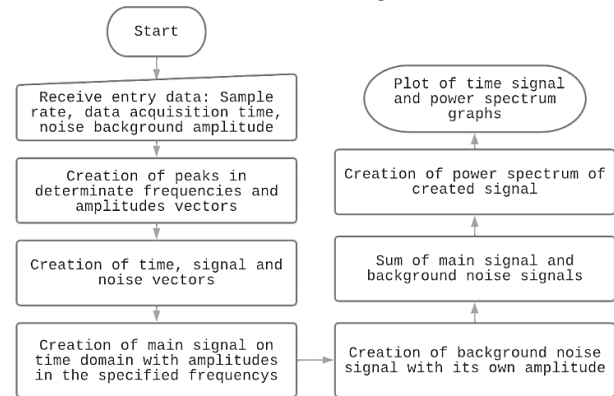 Start
Receive entry data: Sample
rate, data acquisition time,
noise background amplitude
Creation of peaks in
determinate frequencies and
amplitudes vectors
Creation of time, signal and
noise vectors
Creation of main signal on
time domain with amplitudes
in the specified frequencys
Creation of background noise
signal with its own amplitude
Sum of main signal and
background noise signals
Creation of power spectrum of
created signal
Plot of time signal
and power spectrum
graphs